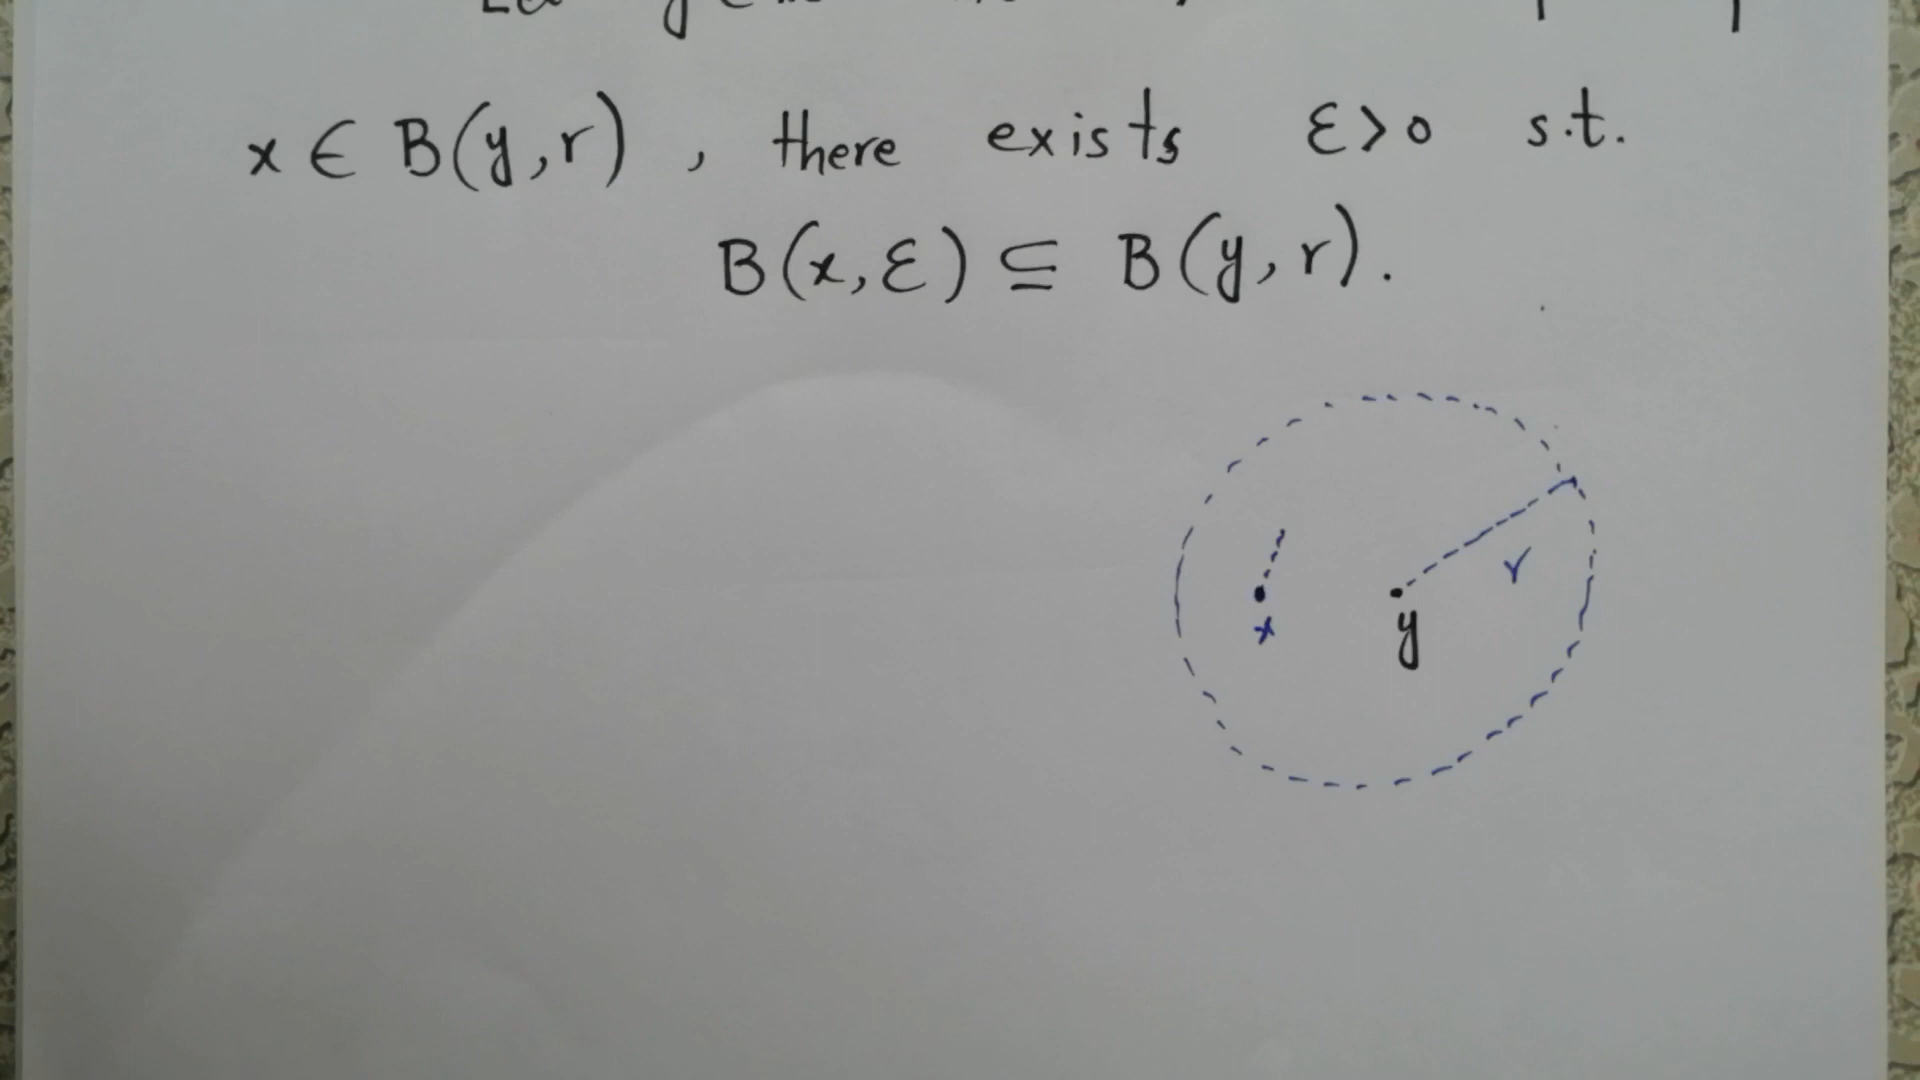 x ∈ B(y,r) , there exists ε>0 s.t.
B(x,ε) ⊆ B(y,r).
r
x
y